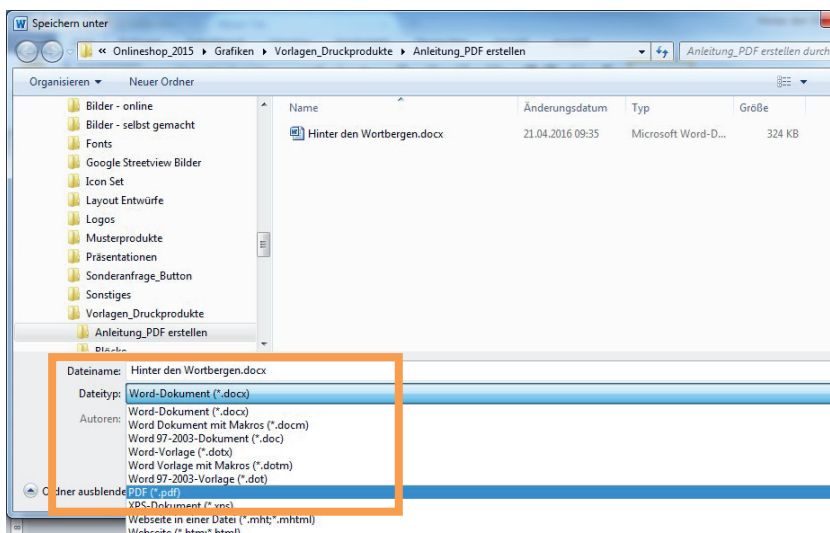 Speichern unter
« Onlineshop_2015 ▸ Grafiken ▸ Vorlagen_Druckprodukte ▸ Anleitung_PDF erstellen
Anleitung_PDF erstellen durch
Organisieren Neuer Ordner
Bilder - online
Bilder - selbst gemacht
Fonts
Google Streetview Bilder
Icon Set
Layout Entwürfe
Logos
Musterprodukte
Präsentationen
Sonderanfrage_Button
Sonstiges
Vorlagen_Druckprodukte
Anleitung_PDF erstellen
Blöcke
Name Änderungsdatum Typ Größe
Hinter den Wortbergen.docx 21.04.2016 09:35 Microsoft Word-D... 324 KB
Dateiname: Hinter den Wortbergen.docx
Dateityp: Word-Dokument (*.docx)
Autoren:
Word-Dokument (*.docx)
Word Dokument mit Makros (*.docm)
Word 97-2003-Dokument (*.doc)
Word-Vorlage (*.dotx)
Word Vorlage mit Makros (*.dotm)
Word 97-2003-Vorlage (*.dot)
PDF (*.pdf)
XPS-Dokument (*.xps)
Webseite in einer Datei (*.mht;*.mhtml)
Webseite (*.htm;*.html)
Ordner ausblende